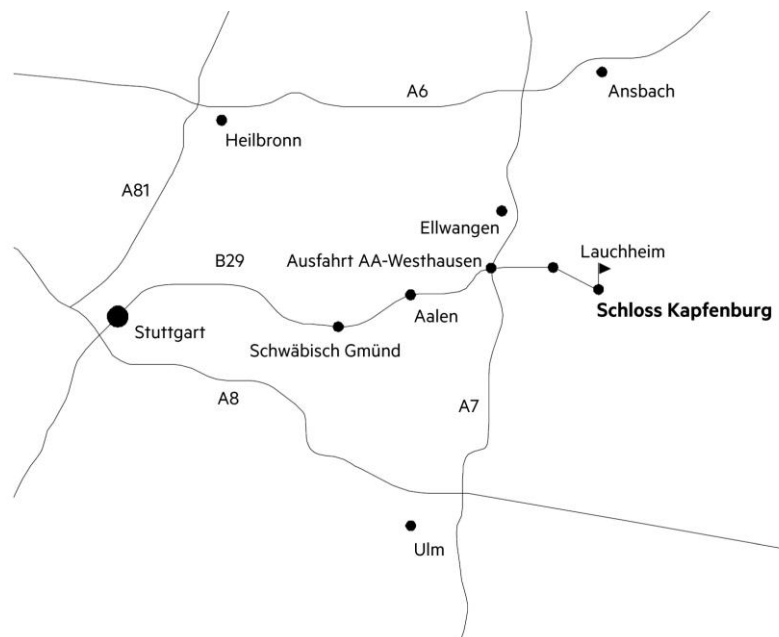 A6
Ansbach
Heilbronn
A81
Ellwangen
B29
Ausfahrt AA-Westhausen
Lauchheim
Schloss Kapfenburg
Aalen
Stuttgart
Schwäbisch Gmünd
A8
A7
Ulm